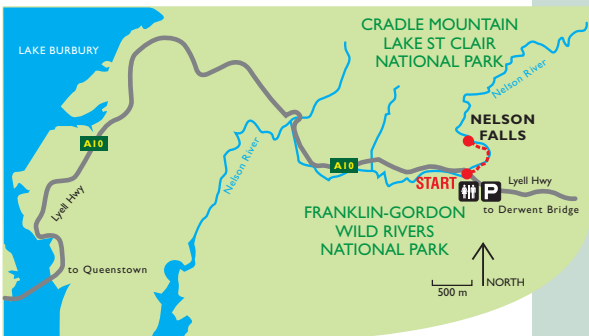 CRADLE MOUNTAIN
LAKE ST CLAIR
NATIONAL PARK
LAKE BURBURY
Nelson River
NELSON
FALLS
A10
Nelson River
A10
START
Lyell Hwy
P
Lyell Hwy
to Derwent Bridge
FRANKLIN-GORDON
WILD RIVERS
NATIONAL PARK
to Queenstown
NORTH
500 m